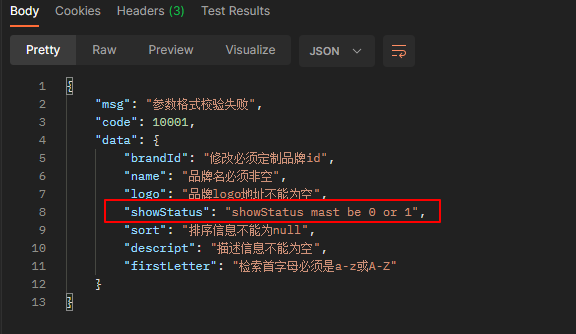 Body Cookies Headers (3) Test Results
Pretty Raw Preview Visualize JSON
1 {
2 "msg": "参数格式校验失败",
3 "code": 10001,
4 "data": {
5 "brandId": "修改必须定制品牌id",
6 "name": "品牌名必须非空",
7 "logo": "品牌logo地址不能为空",
8 "showStatus": "showStatus mast be 0 or 1",
9 "sort": "排序信息不能为null",
10 "descript": "描述信息不能为空",
11 "firstLetter": "检索首字母必须是a-z或A-Z"
12 }
13 }